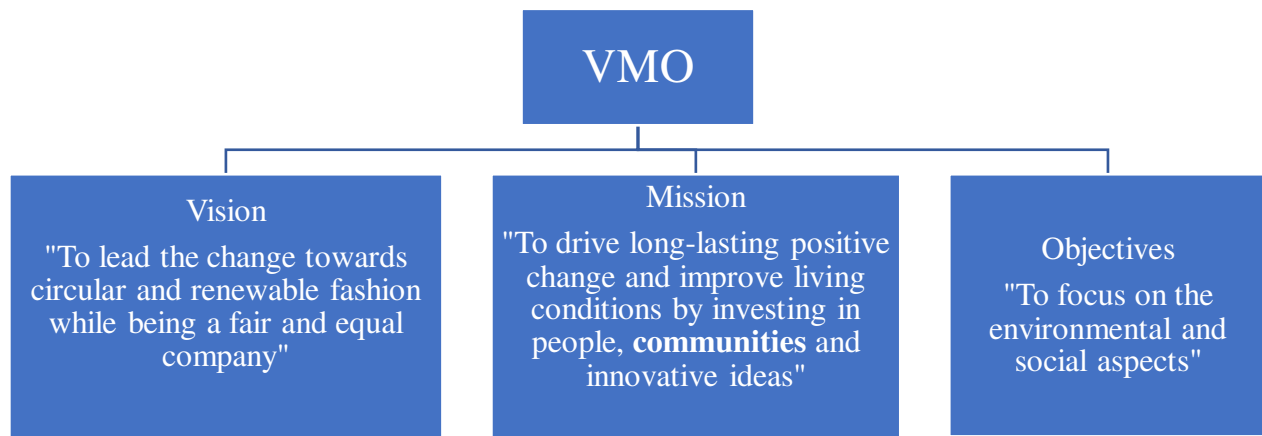 VMO
Vision
"To lead the change towards
circular and renewable fashion
while being a fair and equal
company"
Mission
"To drive long-lasting positive
change and improve living
conditions by investing in
people, communities and
innovative ideas"
Objectives
"To focus on the
environmental and
social aspects"